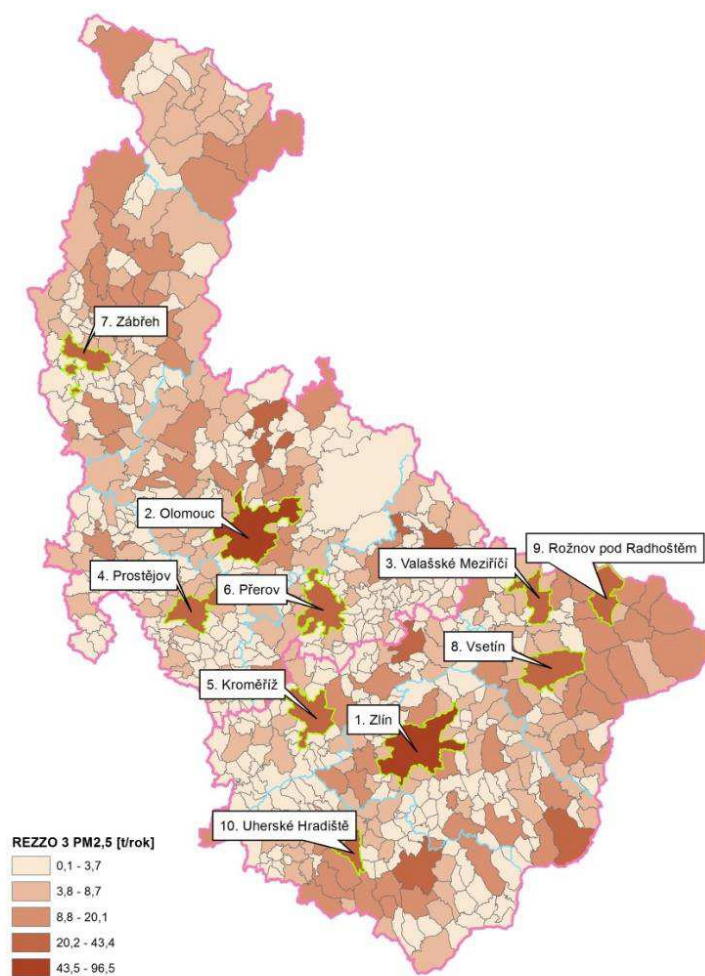 7. Zábřeh
2. Olomouc
9. Rožnov pod Radhoštěm
3. Valašské Meziříčí
4. Prostějov
6. Přerov
8. Vsetín
5. Kroměříž
1. Zlín
10. Uherské Hradiště
REZZO 3 PM2,5 [t/rok]
0,1 - 3,7
3,8 - 8,7
8,8 - 20,1
20,2 - 43,4
43,5 - 96,5